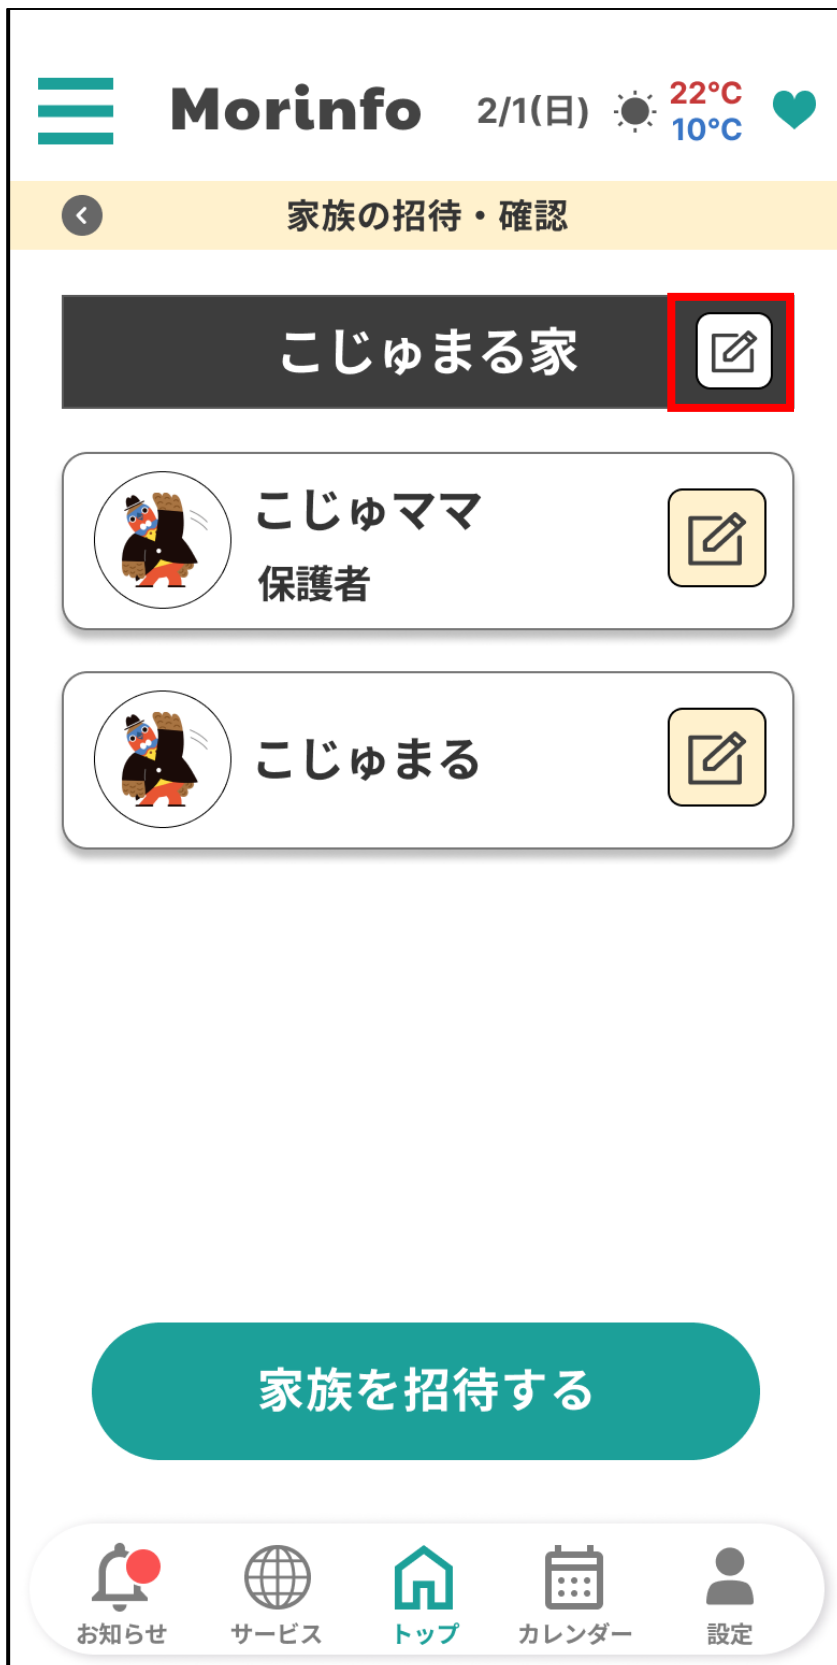 Morinfo
2/1(日)
22°C
10°C
家族の招待・確認
こじゅまる家
こじゅママ
保護者
こじゅまる
家族を招待する
お知らせ
サービス
トップ
カレンダー
設定